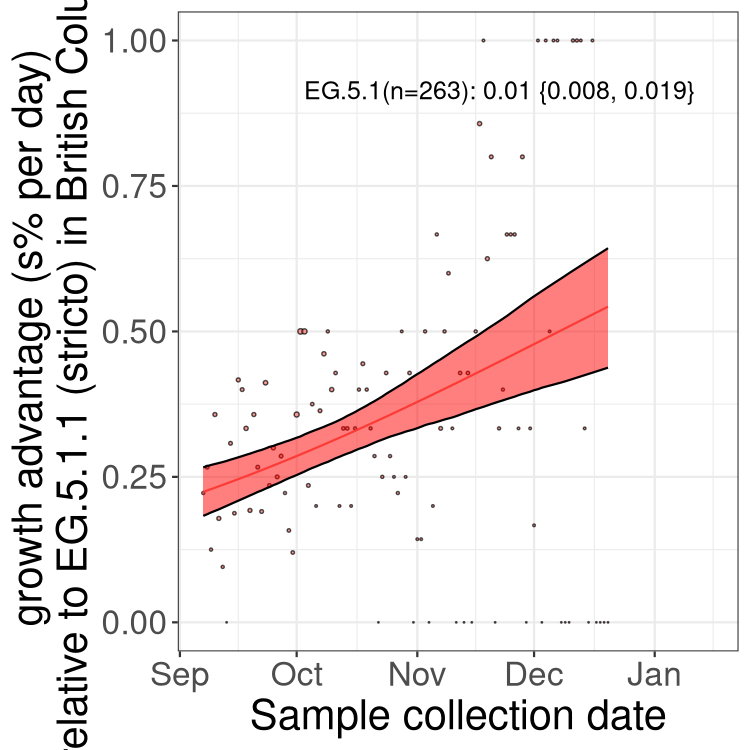 growth advantage (s% per day)
relative to EG.5.1.1 (stricto) in British Colu
1.00
0.75
0.50
0.25
0.00
EG.5.1(n=263): 0.01 {0.008, 0.019}
Sep Oct Nov Dec Jan
Sample collection date